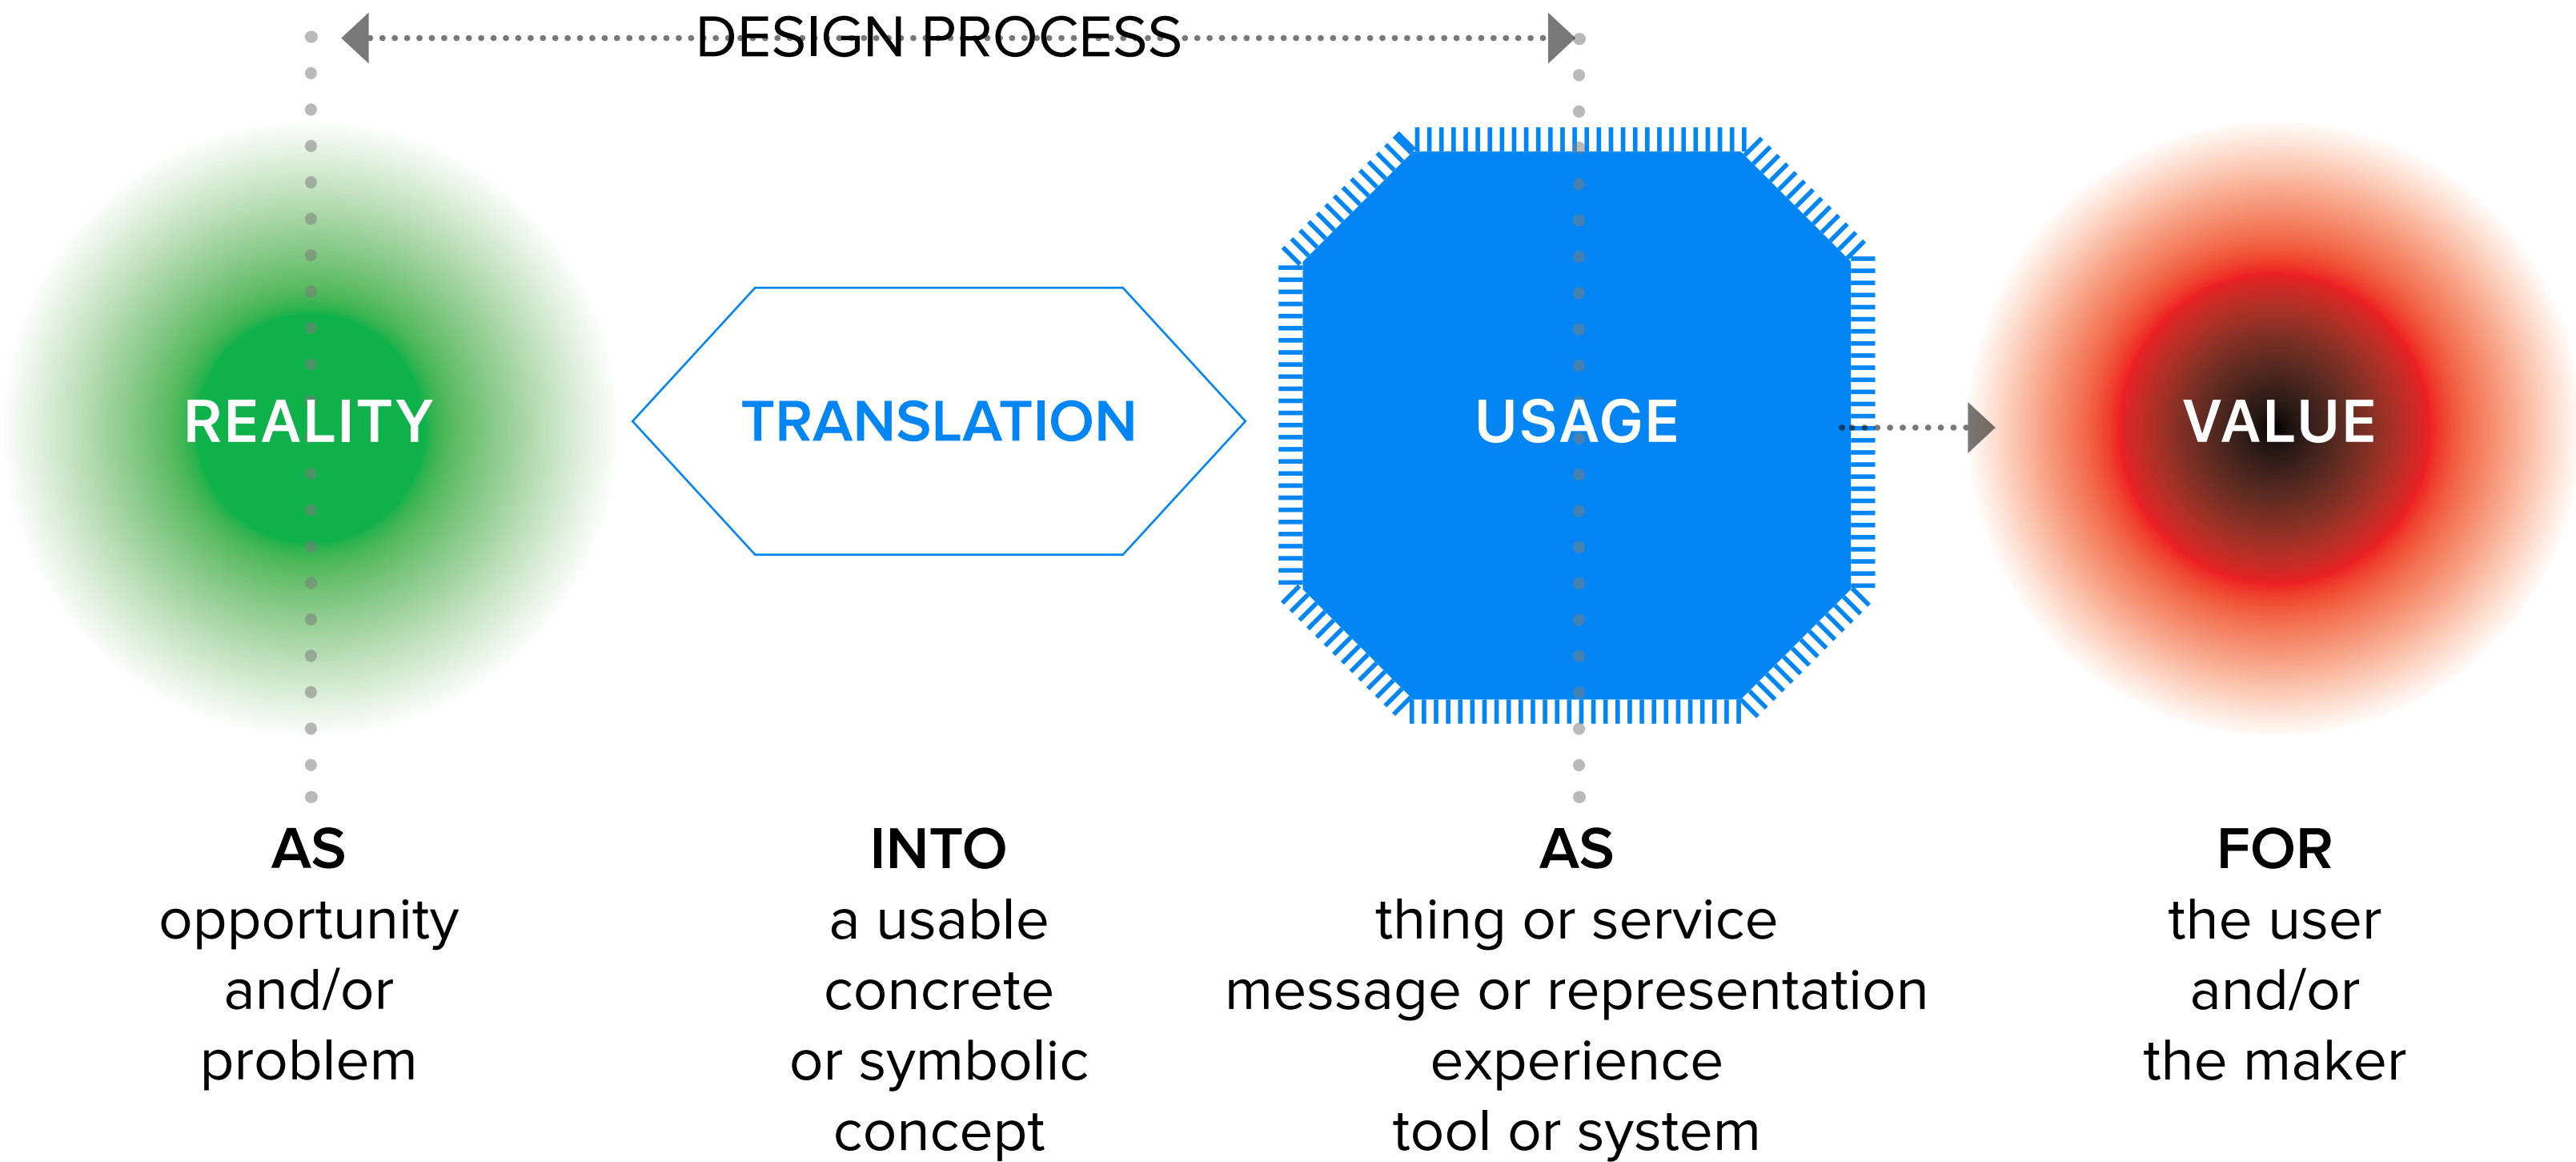 DESIGN PROCESS
REALITY
TRANSLATION
USAGE
VALUE
AS
opportunity
and/or
problem
INTO
a usable
concrete
or symbolic
concept
AS
thing or service
message or representation
experience
tool or system
FOR
the user
and/or
the maker